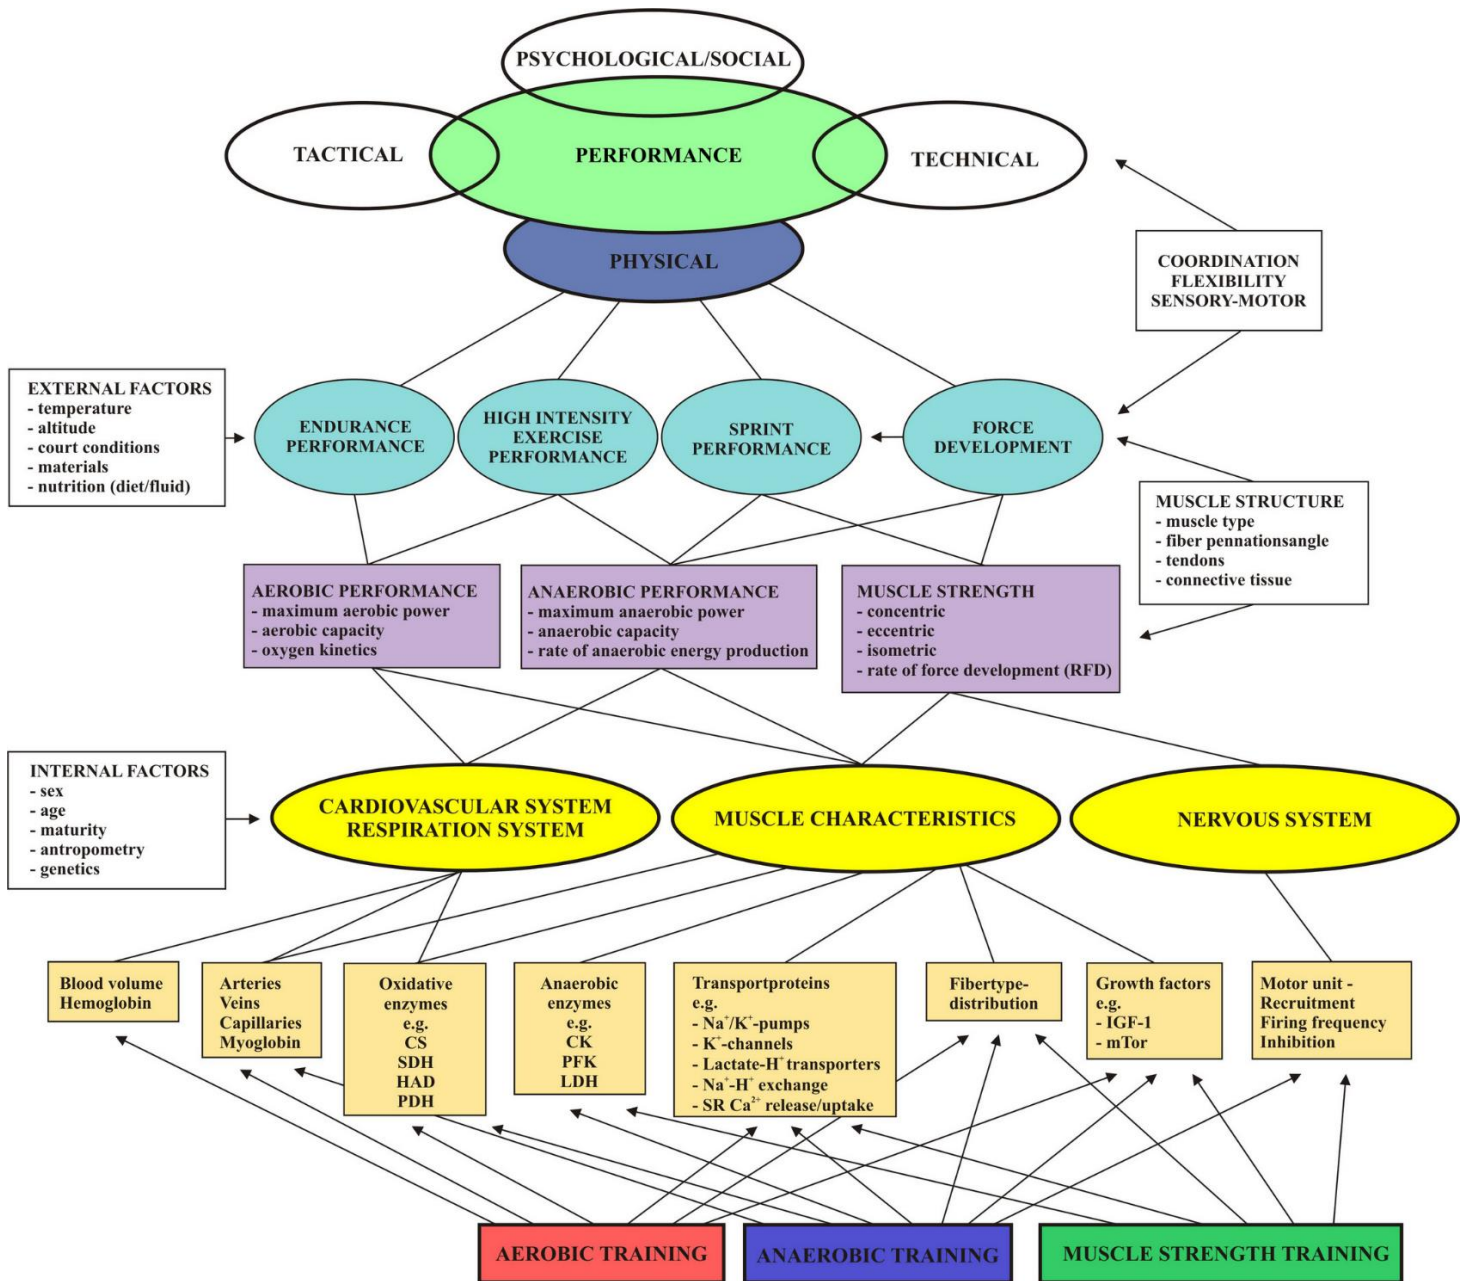 PSYCHOLOGICAL/SOCIAL
TACTICAL
PERFORMANCE
TECHNICAL
PHYSICAL
COORDINATION
FLEXIBILITY
SENSORY-MOTOR
EXTERNAL FACTORS
- temperature
- altitude
- court conditions
- materials
- nutrition (diet/fluid)
ENDURANCE
PERFORMANCE
HIGH INTENSITY
EXERCISE
PERFORMANCE
SPRINT
PERFORMANCE
FORCE
DEVELOPMENT
MUSCLE STRUCTURE
- muscle type
- fiber pennationsangle
- tendons
- connective tissue
AEROBIC PERFORMANCE
- maximum aerobic power
- aerobic capacity
- oxygen kinetics
ANAEROBIC PERFORMANCE
- maximum anaerobic power
- anaerobic capacity
- rate of anaerobic energy production
MUSCLE STRENGTH
- concentric
- eccentric
- isometric
- rate of force development (RFD)
INTERNAL FACTORS
- sex
- age
- maturity
- antropometry
- genetics
CARDIOVASCULAR SYSTEM
RESPIRATION SYSTEM
MUSCLE CHARACTERISTICS
NERVOUS SYSTEM
Blood volume
Hemoglobin
Arteries
Veins
Capillaries
Myoglobin
Oxidative
enzymes
e.g.
CS
SDH
HAD
PDH
Anaerobic
enzymes
e.g.
CK
PFK
LDH
Transportproteins
e.g.
- Na⁺/K⁺-pumps
- K⁺-channels
- Lactate-H⁺ transporters
- Na⁺-H⁺ exchange
- SR Ca²⁺ release/uptake
Fibertype-
distribution
Growth factors
e.g.
- IGF-1
- mTor
Motor unit -
Recruitment
Firing frequency
Inhibition
AEROBIC TRAINING
ANAEROBIC TRAINING
MUSCLE STRENGTH TRAINING